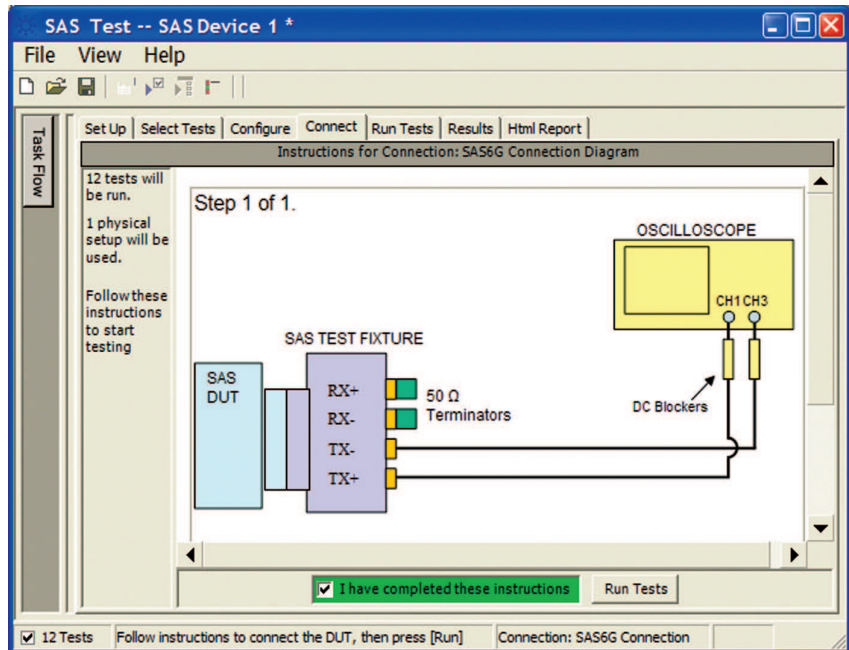 SAS Test -- SAS Device 1 *
File View Help
Task Flow
Set Up Select Tests Configure Connect Run Tests Results Html Report
Instructions for Connection: SAS6G Connection Diagram
12 tests will
be run.
1 physical
setup will be
used.
Follow these
instructions
to start
testing
Step 1 of 1.
OSCILLOSCOPE
CH1 CH3
DC Blockers
SAS TEST FIXTURE
SAS
DUT
RX+
RX-
TX-
TX+
50 Ω
Terminators
I have completed these instructions
Run Tests
12 Tests
Follow instructions to connect the DUT, then press [Run]
Connection: SAS6G Connection